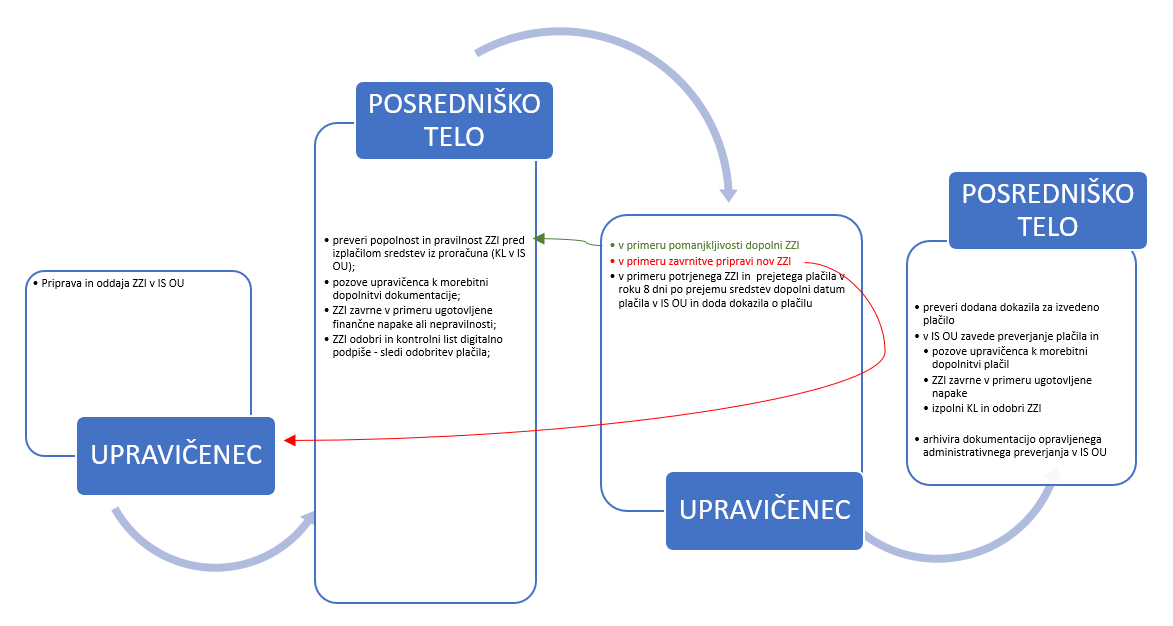 • Priprava in oddaja ZZI v IS OU
UPRAVIČENEC
POSREDNIŠKO
TELO
• preveri popolnost in pravilnost ZZI pred
izplačilom sredstev iz proračuna (KL v IS
OU);
• pozove upravičenca k morebitni
dopolnitvi dokumentacije;
• ZZI zavrne v primeru ugotovljene
finančne napake ali nepravilnosti;
• ZZI odobri in kontrolni list digitalno
podpiše - sledi odobritev plačila;
• v primeru pomanjkljivosti dopolni ZZI
• v primeru zavrnitve pripravi nov ZZI
• v primeru potrjenega ZZI in prejetega plačila v
roku 8 dni po prejemu sredstev dopolni datum
plačila v IS OU in doda dokazila o plačilu
UPRAVIČENEC
POSREDNIŠKO
TELO
• preveri dodana dokazila za izvedeno
plačilo
• v IS OU zavede preverjanje plačila in
• pozove upravičenca k morebitni
dopolnitvi plačil
• ZZI zavrne v primeru ugotovljene
napake
• izpolni KL in odobri ZZI
• arhivira dokumentacijo opravljenega
administrativnega preverjanja v IS OU